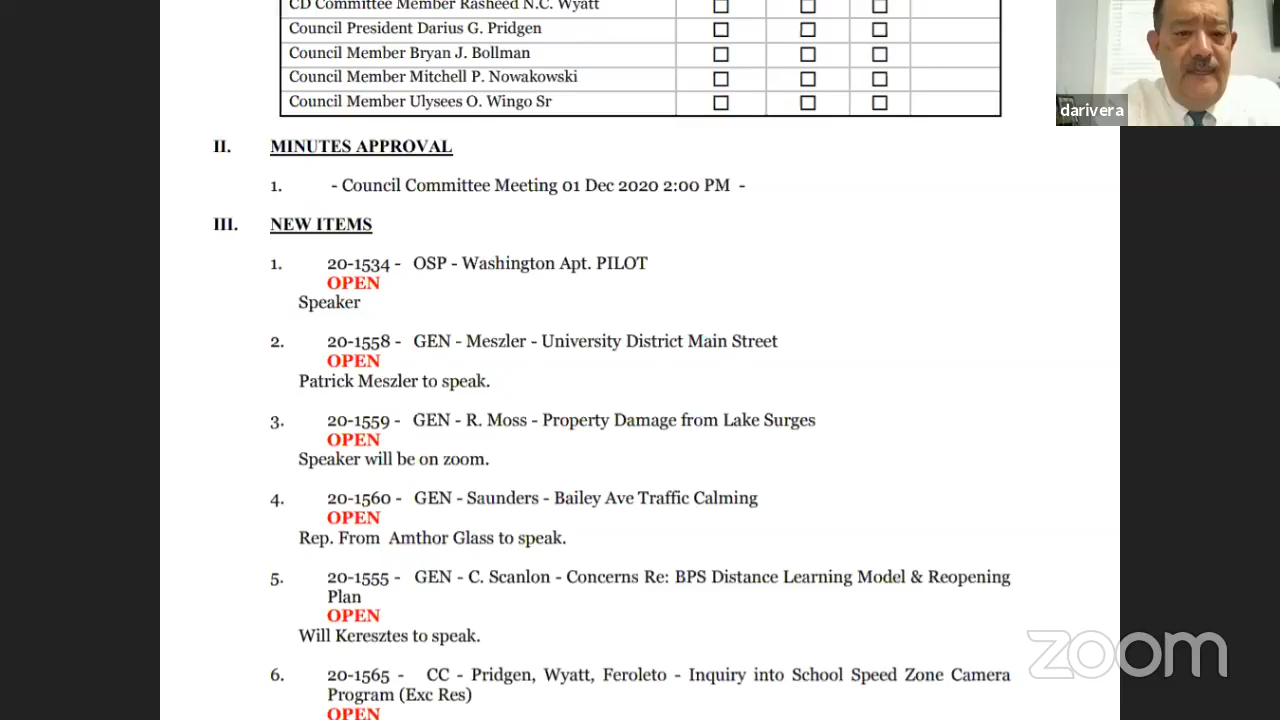 CD Committee Member Rasheed N.C. Wyatt
Council President Darius G. Pridgen
Council Member Bryan J. Bollman
Council Member Mitchell P. Nowakowski
Council Member Ulysees O. Wingo Sr
darivera
II. MINUTES APPROVAL
1. - Council Committee Meeting 01 Dec 2020 2:00 PM -
III. NEW ITEMS
1. 20-1534 - OSP - Washington Apt. PILOT
OPEN
Speaker
2. 20-1558 - GEN - Meszler - University District Main Street
OPEN
Patrick Meszler to speak.
3. 20-1559 - GEN - R. Moss - Property Damage from Lake Surges
OPEN
Speaker will be on zoom.
4. 20-1560 - GEN - Saunders - Bailey Ave Traffic Calming
OPEN
Rep. From Amthor Glass to speak.
5. 20-1555 - GEN - C. Scanlon - Concerns Re: BPS Distance Learning Model & Reopening
Plan
OPEN
Will Keresztes to speak.
6. 20-1565 - CC - Pridgen, Wyatt, Feroleto - Inquiry into School Speed Zone Camera
Program (Exc Res)
OPEN
zoom